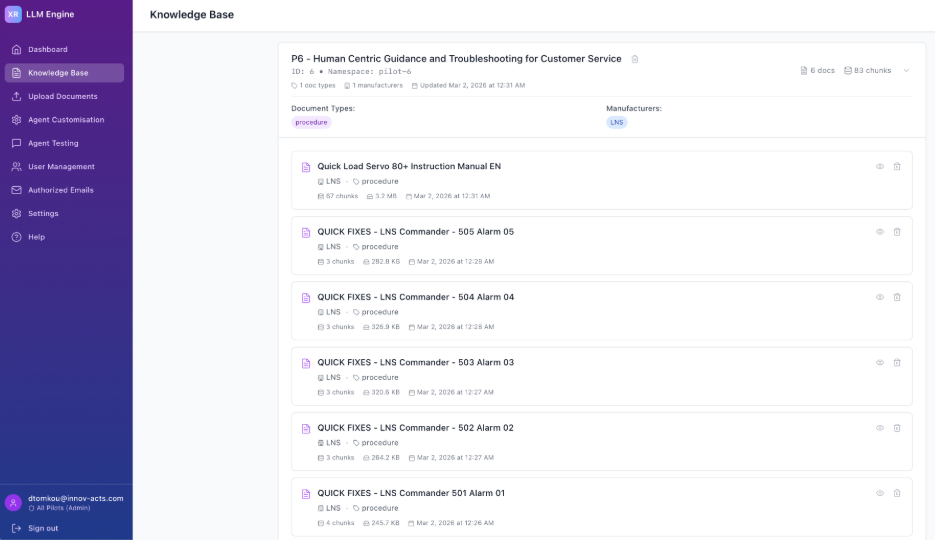 XR LLM Engine
Knowledge Base
Dashboard
Knowledge Base
Upload Documents
Agent Customisation
Agent Testing
User Management
Authorized Emails
Settings
Help
dtomkou@innov-acts.com
All Pilots (Admin)
Sign out
P6 - Human Centric Guidance and Troubleshooting for Customer Service
ID: 6 • Namespace: pilot-6
6 docs 83 chunks
1 doc types 1 manufacturers Updated Mar 2, 2026 at 12:31 AM
Document Types:
procedure
Manufacturers:
LNS
Quick Load Servo 80+ Instruction Manual EN
LNS · procedure
67 chunks 3.2 MB Mar 2, 2026 at 12:31 AM
QUICK FIXES - LNS Commander - 505 Alarm 05
LNS · procedure
3 chunks 282.8 KB Mar 2, 2026 at 12:28 AM
QUICK FIXES - LNS Commander - 504 Alarm 04
LNS · procedure
3 chunks 326.9 KB Mar 2, 2026 at 12:28 AM
QUICK FIXES - LNS Commander - 503 Alarm 03
LNS · procedure
3 chunks 320.6 KB Mar 2, 2026 at 12:27 AM
QUICK FIXES - LNS Commander - 502 Alarm 02
LNS · procedure
3 chunks 264.2 KB Mar 2, 2026 at 12:27 AM
QUICK FIXES - LNS Commander 501 Alarm 01
LNS · procedure
4 chunks 245.7 KB Mar 2, 2026 at 12:26 AM